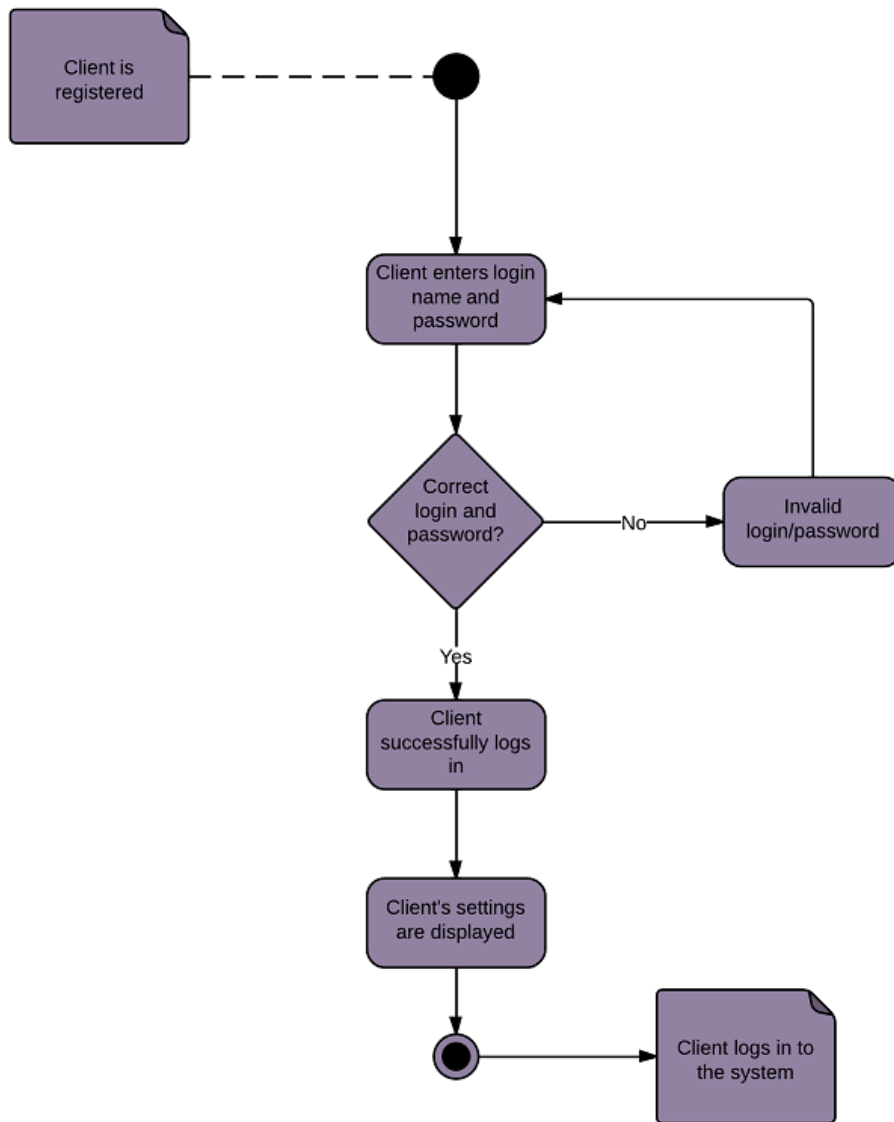 Client is
registered
Client enters login
name and
password
Correct
login and
password?
No
Invalid
login/password
Yes
Client
successfully logs
in
Client's settings
are displayed
Client logs in to
the system